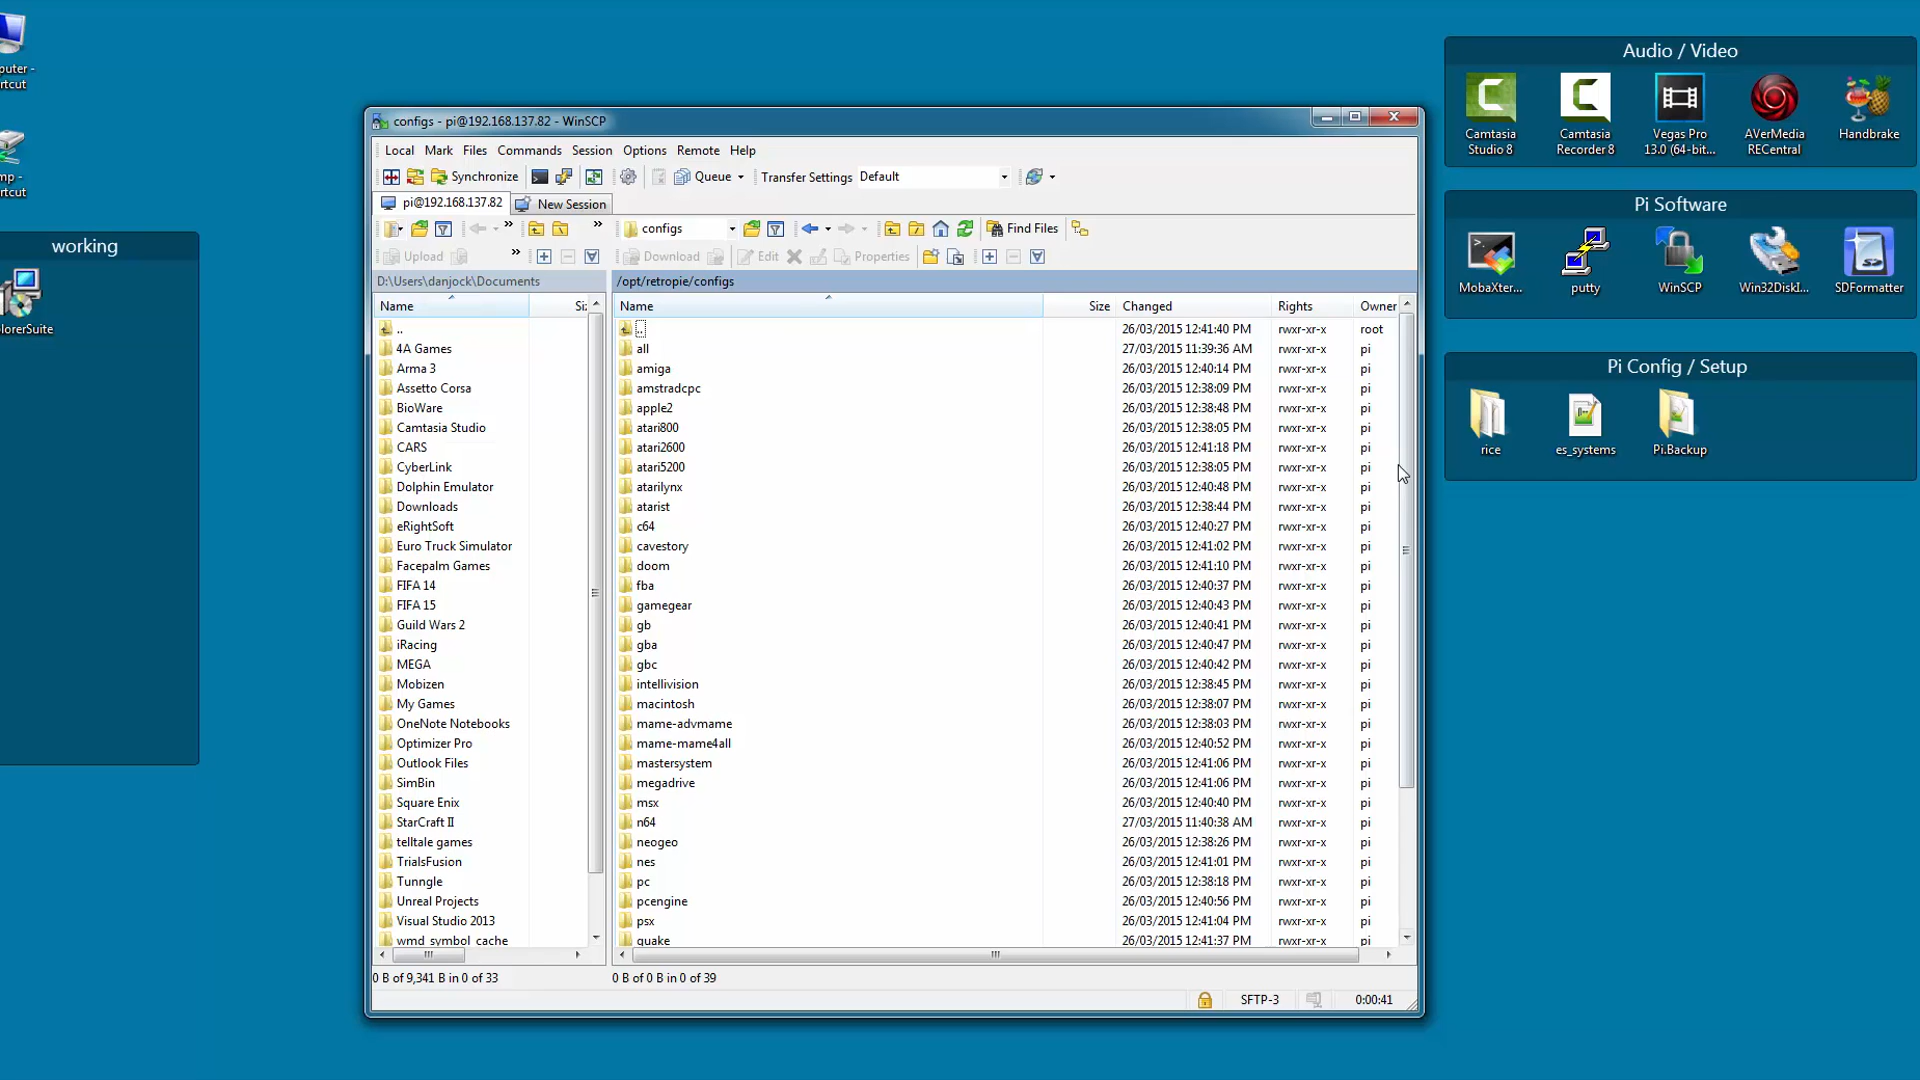 puter -
rtcut
mp -
rtcut
working
lorerSuite
configs - pi@192.168.137.82 - WinSCP
Local Mark Files Commands Session Options Remote Help
Synchronize Queue Transfer Settings Default
pi@192.168.137.82 New Session
configs Find Files
Upload Download Edit Properties
D:\Users\danjock\Documents /opt/retropie/configs
Name Siz Name Size Changed Rights Owner
.. .. 26/03/2015 12:41:40 PM rwxr-xr-x root
4A Games all 27/03/2015 11:39:36 AM rwxr-xr-x pi
Arma 3 amiga 26/03/2015 12:40:14 PM rwxr-xr-x pi
Assetto Corsa amstradcpc 26/03/2015 12:38:09 PM rwxr-xr-x pi
BioWare apple2 26/03/2015 12:38:48 PM rwxr-xr-x pi
Camtasia Studio atari800 26/03/2015 12:38:05 PM rwxr-xr-x pi
CARS atari2600 26/03/2015 12:41:18 PM rwxr-xr-x pi
CyberLink atari5200 26/03/2015 12:38:05 PM rwxr-xr-x pi
Dolphin Emulator atarilynx 26/03/2015 12:40:48 PM rwxr-xr-x pi
Downloads atarist 26/03/2015 12:38:44 PM rwxr-xr-x pi
eRightSoft c64 26/03/2015 12:40:27 PM rwxr-xr-x pi
Euro Truck Simulator cavestory 26/03/2015 12:41:02 PM rwxr-xr-x pi
Facepalm Games doom 26/03/2015 12:41:10 PM rwxr-xr-x pi
FIFA 14 fba 26/03/2015 12:40:37 PM rwxr-xr-x pi
FIFA 15 gamegear 26/03/2015 12:40:43 PM rwxr-xr-x pi
Guild Wars 2 gb 26/03/2015 12:40:41 PM rwxr-xr-x pi
iRacing gba 26/03/2015 12:40:47 PM rwxr-xr-x pi
MEGA gbc 26/03/2015 12:40:42 PM rwxr-xr-x pi
Mobizen intellivision 26/03/2015 12:38:45 PM rwxr-xr-x pi
My Games macintosh 26/03/2015 12:38:07 PM rwxr-xr-x pi
OneNote Notebooks mame-advmame 26/03/2015 12:38:03 PM rwxr-xr-x pi
Optimizer Pro mame-mame4all 26/03/2015 12:40:52 PM rwxr-xr-x pi
Outlook Files mastersystem 26/03/2015 12:41:06 PM rwxr-xr-x pi
SimBin megadrive 26/03/2015 12:41:06 PM rwxr-xr-x pi
Square Enix msx 26/03/2015 12:40:40 PM rwxr-xr-x pi
StarCraft II n64 27/03/2015 11:40:38 AM rwxr-xr-x pi
telltale games neogeo 26/03/2015 12:38:26 PM rwxr-xr-x pi
TrialsFusion nes 26/03/2015 12:41:01 PM rwxr-xr-x pi
Tunngle pc 26/03/2015 12:38:18 PM rwxr-xr-x pi
Unreal Projects pcengine 26/03/2015 12:40:56 PM rwxr-xr-x pi
Visual Studio 2013 psx 26/03/2015 12:41:04 PM rwxr-xr-x pi
wmd_symbol_cache quake 26/03/2015 12:41:37 PM rwxr-xr-x pi
0 B of 9,341 B in 0 of 33 0 B of 0 B in 0 of 39
SFTP-3 0:00:41
Audio / Video
Camtasia Studio 8 Camtasia Recorder 8 Vegas Pro 13.0 (64-bit... AVerMedia RECentral Handbrake
Pi Software
MobaXter... putty WinSCP Win32DiskI... SDFormatter
Pi Config / Setup
rice es_systems Pi.Backup